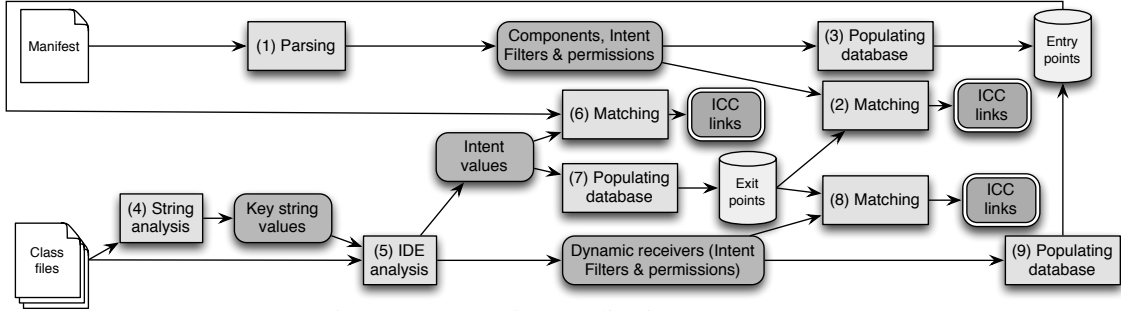 Manifest
(1) Parsing
Components, Intent
Filters & permissions
(3) Populating
database
Entry
points
(6) Matching
ICC
links
(2) Matching
ICC
links
Intent
values
(7) Populating
database
Exit
points
(8) Matching
ICC
links
(4) String
analysis
Key string
values
Class
files
(5) IDE
analysis
Dynamic receivers (Intent
Filters & permissions)
(9) Populating
database